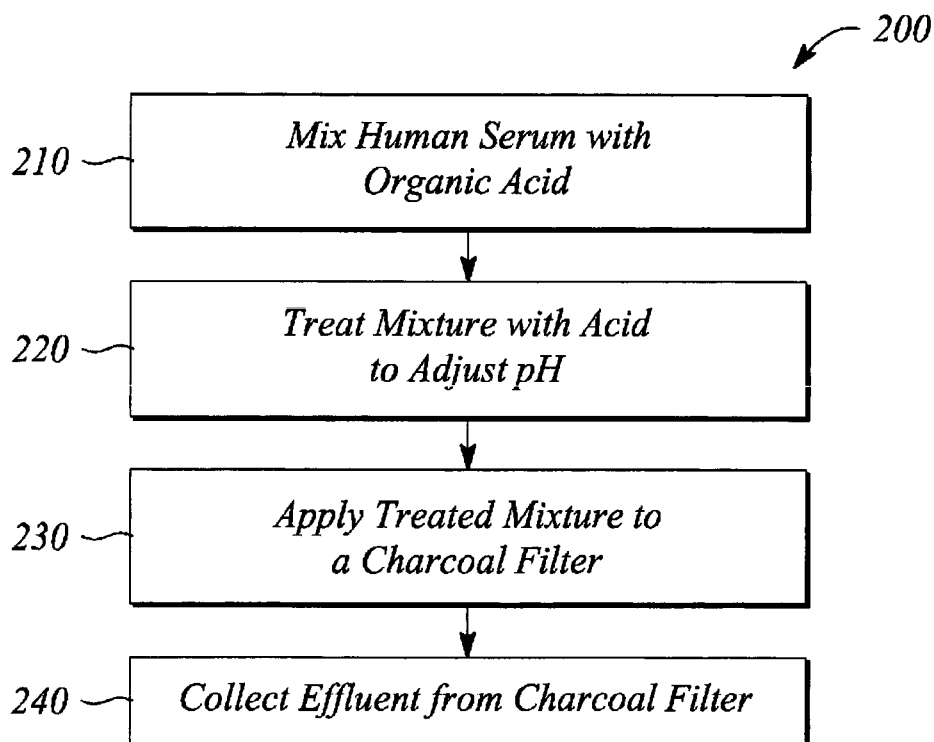 200
210
Mix Human Serum with
Organic Acid
220
Treat Mixture with Acid
to Adjust pH
230
Apply Treated Mixture to
a Charcoal Filter
240
Collect Effluent from Charcoal Filter